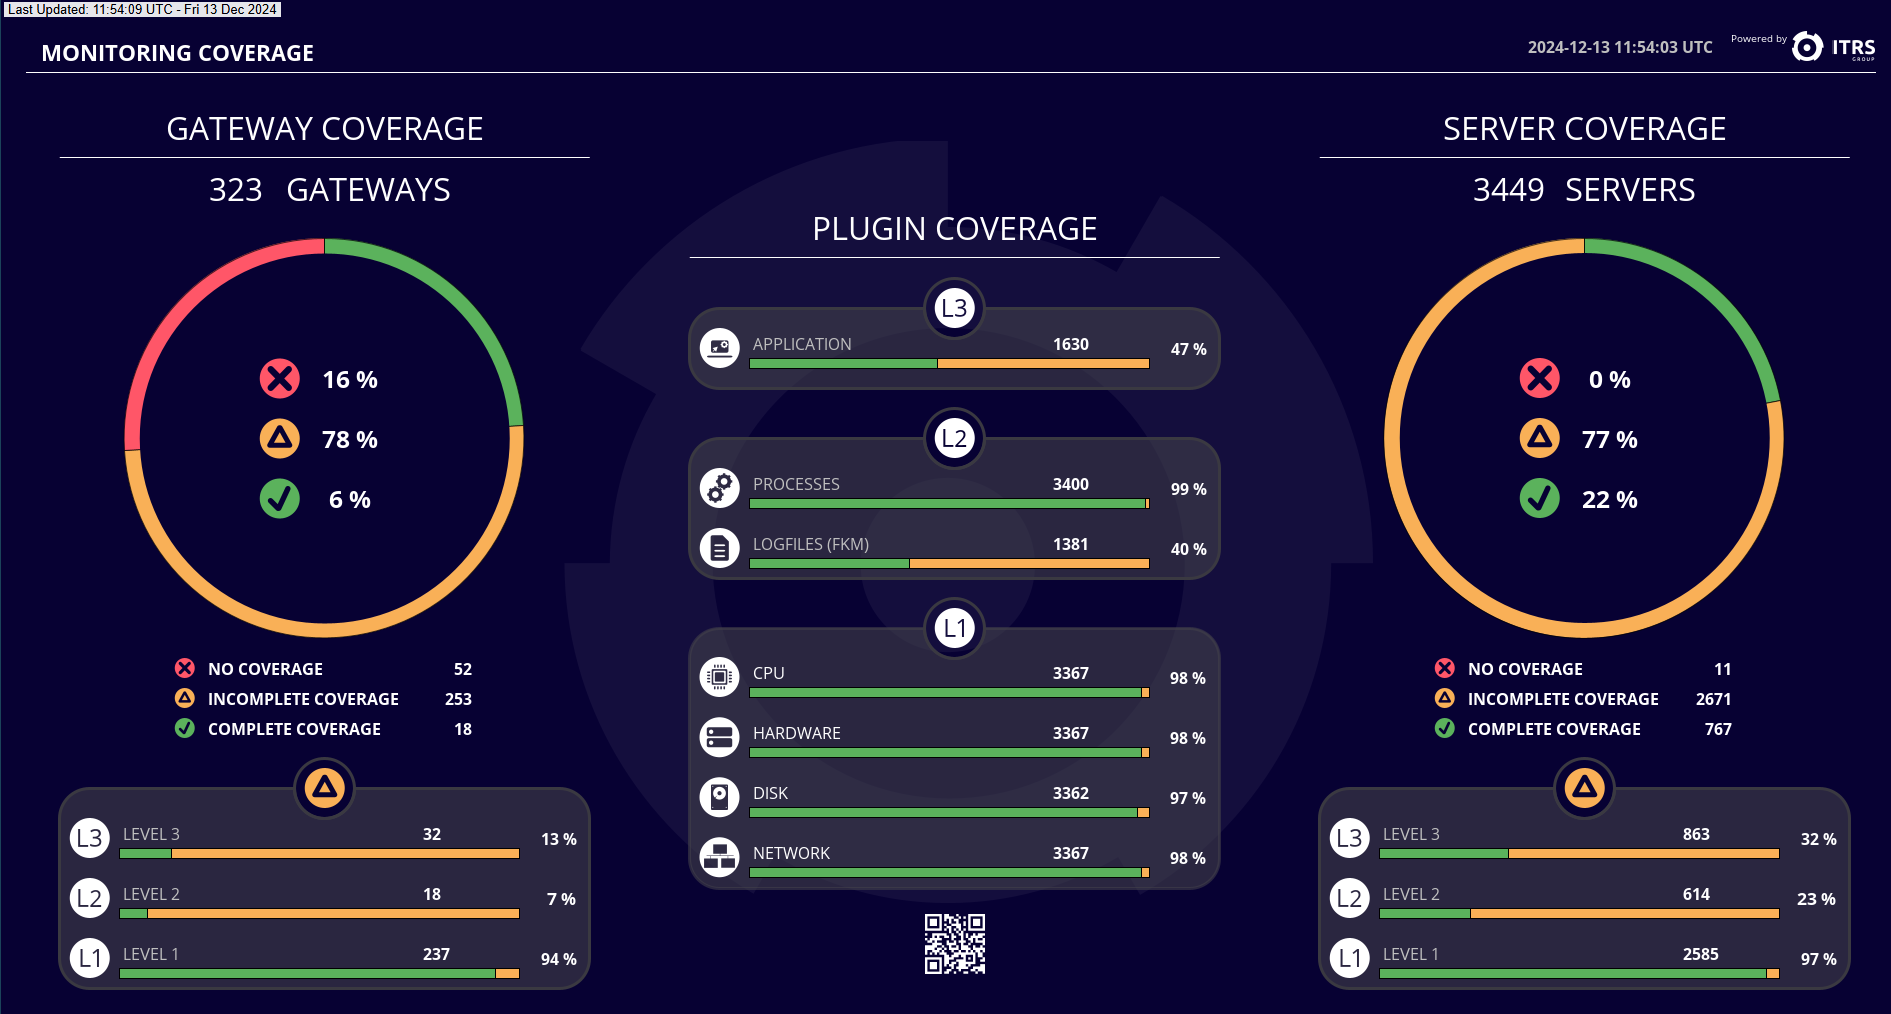 Last Updated: 11:54:09 UTC - Fri 13 Dec 2024
MONITORING COVERAGE
2024-12-13 11:54:03 UTC
Powered by
ITRS
GROUP
GATEWAY COVERAGE
323 GATEWAYS
16 %
78 %
6 %
NO COVERAGE 52
INCOMPLETE COVERAGE 253
COMPLETE COVERAGE 18
L3 LEVEL 3 32 13 %
L2 LEVEL 2 18 7 %
L1 LEVEL 1 237 94 %
PLUGIN COVERAGE
L3
APPLICATION 1630 47 %
L2
PROCESSES 3400 99 %
LOGFILES (FKM) 1381 40 %
L1
CPU 3367 98 %
HARDWARE 3367 98 %
DISK 3362 97 %
NETWORK 3367 98 %
SERVER COVERAGE
3449 SERVERS
0 %
77 %
22 %
NO COVERAGE 11
INCOMPLETE COVERAGE 2671
COMPLETE COVERAGE 767
L3 LEVEL 3 863 32 %
L2 LEVEL 2 614 23 %
L1 LEVEL 1 2585 97 %